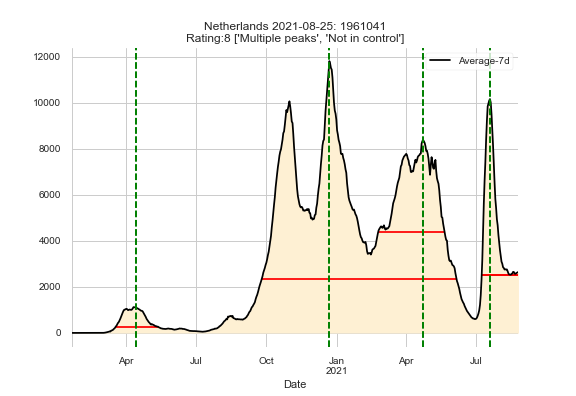 Netherlands 2021-08-25: 1961041
Rating:8 ['Multiple peaks', 'Not in control']
Average-7d
12000
10000
8000
6000
4000
2000
0
Apr
Jul
Oct
Jan
2021
Apr
Jul
Date